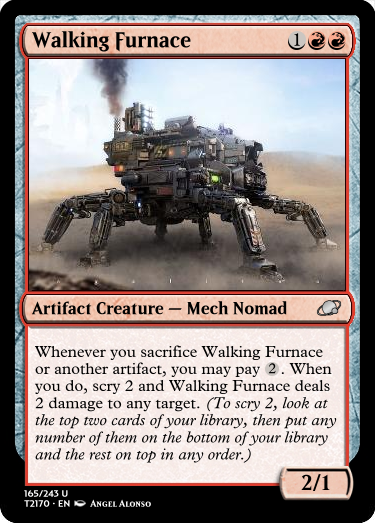 Walking Furnace 1
Artifact Creature — Mech Nomad
Whenever you sacrifice Walking Furnace
or another artifact, you may pay 2. When
you do, scry 2 and Walking Furnace deals
2 damage to any target. (To scry 2, look at
the top two cards of your library, then put any
number of them on the bottom of your library
and the rest on top in any order.)
2/1
165/243 U
T2170 · EN Angel Alonso